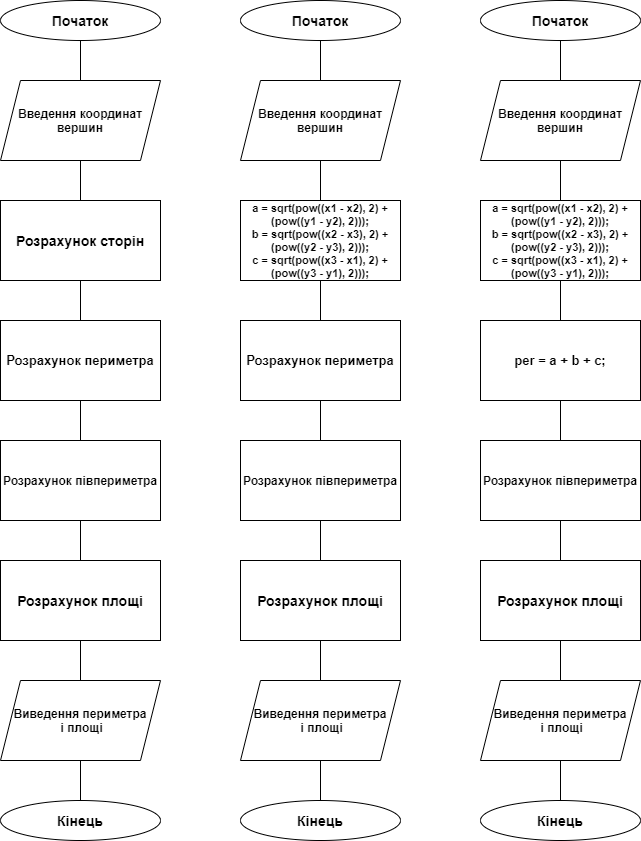 Початок
Введення координат
вершин
Розрахунок сторін
Розрахунок периметра
Розрахунок півпериметра
Розрахунок площі
Виведення периметра
і площі
Кінець
Початок
Введення координат
вершин
a = sqrt(pow((x1 - x2), 2) +
(pow((y1 - y2), 2)));
b = sqrt(pow((x2 - x3), 2) +
(pow((y2 - y3), 2)));
c = sqrt(pow((x3 - x1), 2) +
(pow((y3 - y1), 2)));
Розрахунок периметра
Розрахунок півпериметра
Розрахунок площі
Виведення периметра
і площі
Кінець
Початок
Введення координат
вершин
a = sqrt(pow((x1 - x2), 2) +
(pow((y1 - y2), 2)));
b = sqrt(pow((x2 - x3), 2) +
(pow((y2 - y3), 2)));
c = sqrt(pow((x3 - x1), 2) +
(pow((y3 - y1), 2)));
per = a + b + c;
Розрахунок півпериметра
Розрахунок площі
Виведення периметра
і площі
Кінець